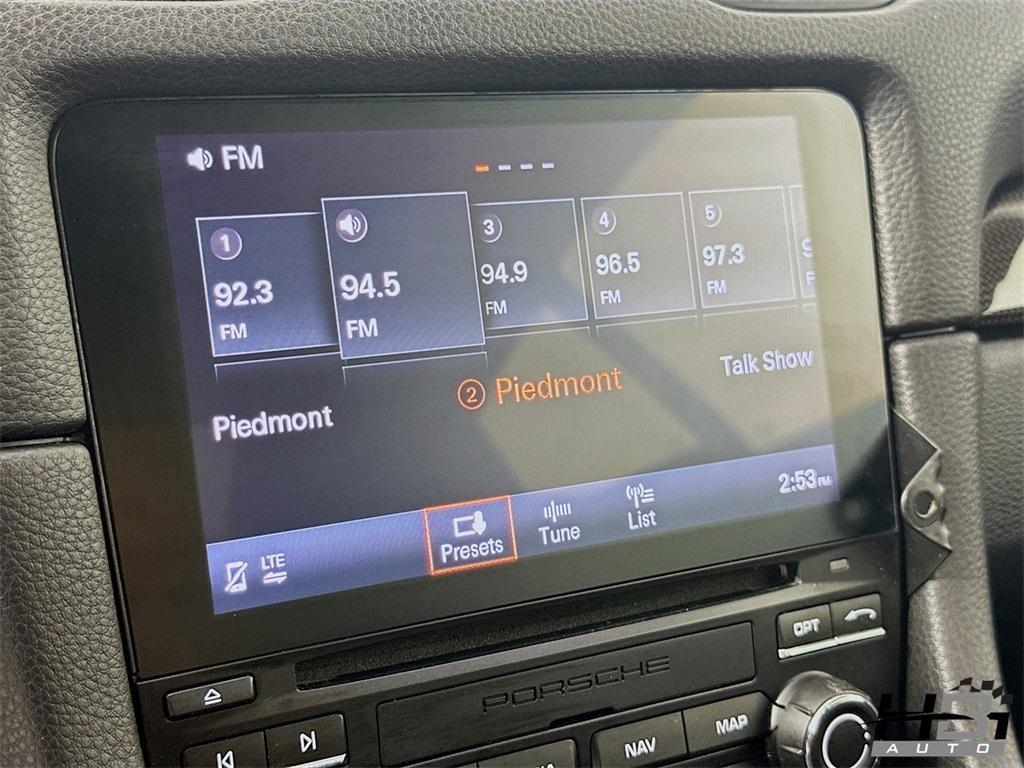 FM
1
92.3
FM
94.5
FM
3
94.9
FM
4
96.5
FM
5
97.3
FM
Talk Show
2 Piedmont
Piedmont
2:53PM
LTE
Presets
Tune
List
OPT
PORSCHE
NAV
MAP
HBI
AUTO